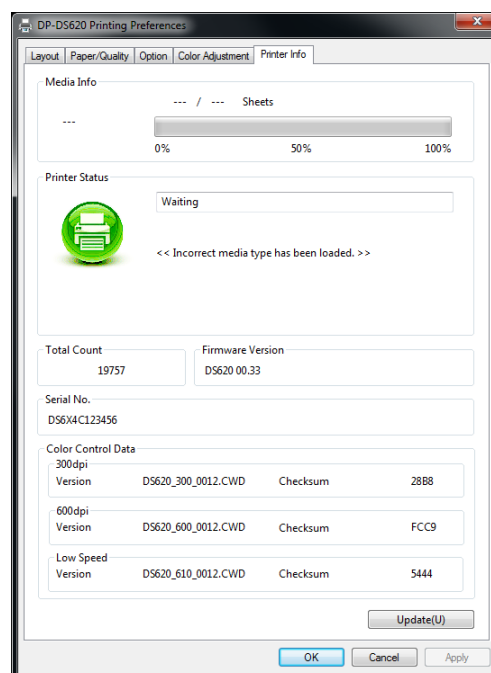 DP-DS620 Printing Preferences
Layout Paper/Quality Option Color Adjustment Printer Info
Media Info
--- / --- Sheets
---
0% 50% 100%
Printer Status
Waiting
<< Incorrect media type has been loaded. >>
Total Count Firmware Version
19757 DS620 00.33
Serial No.
DS6X4C123456
Color Control Data
300dpi
Version DS620_300_0012.CWD Checksum 28B8
600dpi
Version DS620_600_0012.CWD Checksum FCC9
Low Speed
Version DS620_610_0012.CWD Checksum 5444
Update(U)
OK Cancel Apply